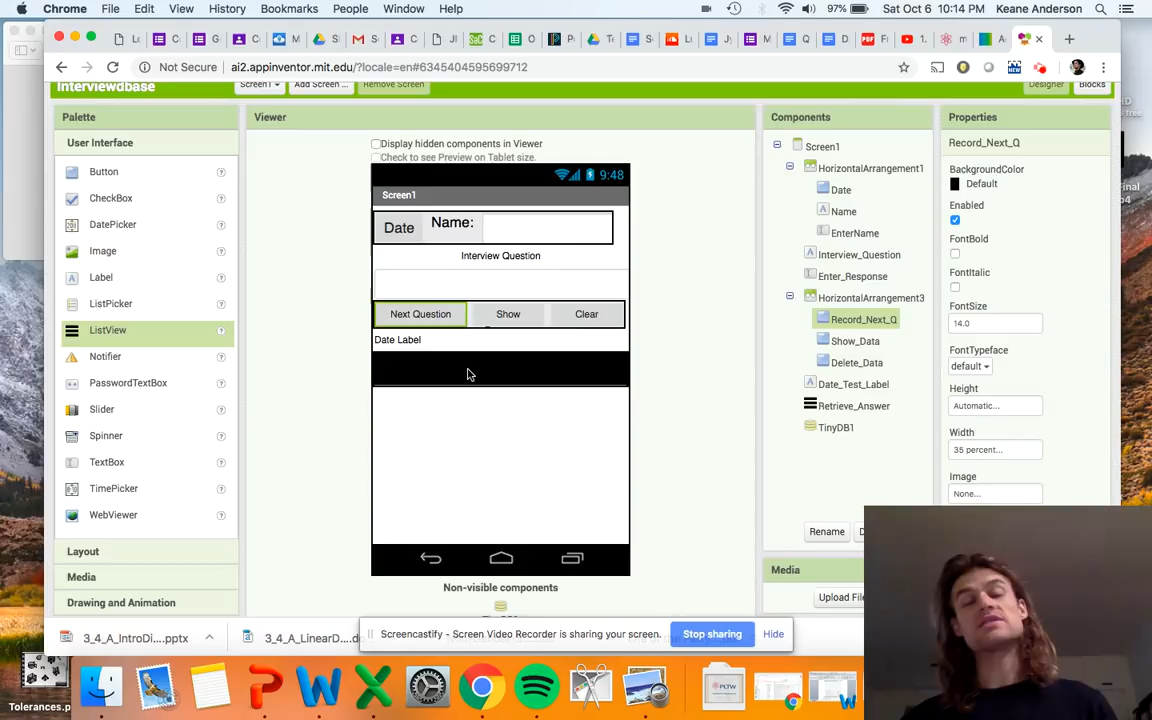 Chrome File Edit View History Bookmarks People Window Help 97% Sat Oct 6 10:14 PM Keane Anderson
Not Secure ai2.appinventor.mit.edu/?locale=en#6345404595699712
Interviewdbase Screen1 Add Screen ... Remove Screen Designer Blocks
Palette
User Interface
Button ?
CheckBox ?
DatePicker ?
Image ?
Label ?
ListPicker ?
ListView ?
Notifier ?
PasswordTextBox ?
Slider ?
Spinner ?
TextBox ?
TimePicker ?
WebViewer ?
Layout
Media
Drawing and Animation
Viewer
Display hidden components in Viewer
Check to see Preview on Tablet size.
9:48
Screen1
Date Name:
Interview Question
Next Question Show Clear
Date Label
Non-visible components
Components
Screen1
HorizontalArrangement1
Date
Name
EnterName
Interview_Question
Enter_Response
HorizontalArrangement3
Record_Next_Q
Show_Data
Delete_Data
Date_Test_Label
Retrieve_Answer
TinyDB1
Rename
Media
Upload File
Properties
Record_Next_Q
BackgroundColor
Default
Enabled
FontBold
FontItalic
FontSize
14.0
FontTypeface
default
Height
Automatic...
Width
35 percent...
Image
None...
3_4_A_IntroDi....pptx
3_4_A_LinearD....do
Screencastify - Screen Video Recorder is sharing your screen. Stop sharing Hide
PLTW
Tolerances.p